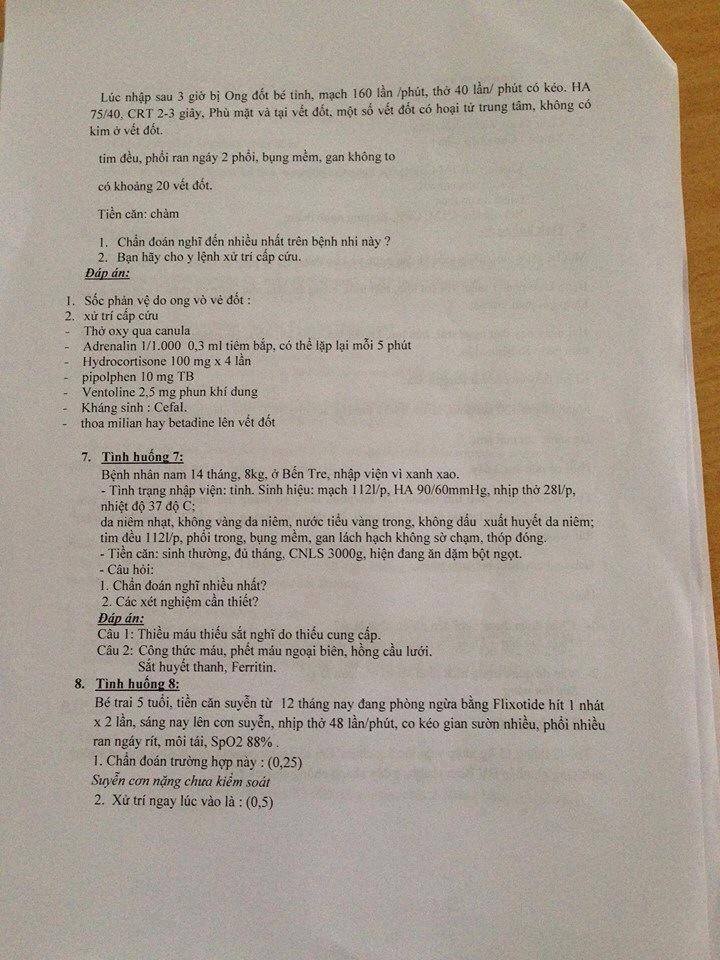 Lúc nhập sau 3 giờ bị Ong đốt bé tỉnh, mạch 160 lần /phút, thở 40 lần/ phút có kéo. HA
75/40, CRT 2-3 giây, Phù mặt và tại vết đốt, một số vết đốt có hoại tử trung tâm, không có
kim ở vết đốt.
tim đều, phổi ran ngáy 2 phổi, bụng mềm, gan không to
có khoảng 20 vết đốt.
Tiền căn: chàm
1. Chẩn đoán nghĩ đến nhiều nhất trên bệnh nhi này ?
2. Bạn hãy cho y lệnh xử trí cấp cứu.
Đáp án:
1. Sốc phản vệ do ong vò vẽ đốt :
2. xử trí cấp cứu
- Thở oxy qua canula
- Adrenalin 1/1.000 0,3 ml tiêm bắp, có thể lặp lại mỗi 5 phút
- Hydrocortisone 100 mg x 4 lần
- pipolphen 10 mg TB
- Ventoline 2,5 mg phun khí dung
- Kháng sinh : Cefal.
- thoa milian hay betadine lên vết đốt
7. Tình huống 7:
Bệnh nhân nam 14 tháng, 8kg, ở Bến Tre, nhập viện vì xanh xao.
- Tình trạng nhập viện: tỉnh. Sinh hiệu: mạch 112l/p, HA 90/60mmHg, nhịp thở 28l/p,
nhiệt độ 37 độ C;
da niêm nhạt, không vàng da niêm, nước tiểu vàng trong, không dấu xuất huyết da niêm;
tim đều 112l/p, phổi trong, bụng mềm, gan lách hạch không sờ chạm, thóp đóng.
- Tiền căn: sinh thường, đủ tháng, CNLS 3000g, hiện đang ăn dặm bột ngọt.
- Câu hỏi:
1. Chẩn đoán nghĩ nhiều nhất?
2. Các xét nghiệm cần thiết?
Đáp án:
Câu 1: Thiếu máu thiếu sắt nghĩ do thiếu cung cấp.
Câu 2: Công thức máu, phết máu ngoại biên, hồng cầu lưới.
Sắt huyết thanh, Ferritin.
8. Tình huống 8:
Bé trai 5 tuổi, tiền căn suyễn từ 12 tháng nay đang phòng ngừa bằng Flixotide hít 1 nhát
x 2 lần, sáng nay lên cơn suyễn, nhịp thở 48 lần/phút, co kéo gian sườn nhiều, phổi nhiều
ran ngáy rít, môi tái, SpO2 88% .
1. Chẩn đoán trường hợp này : (0,25)
Suyễn cơn nặng chưa kiểm soát
2. Xử trí ngay lúc vào là : (0,5)